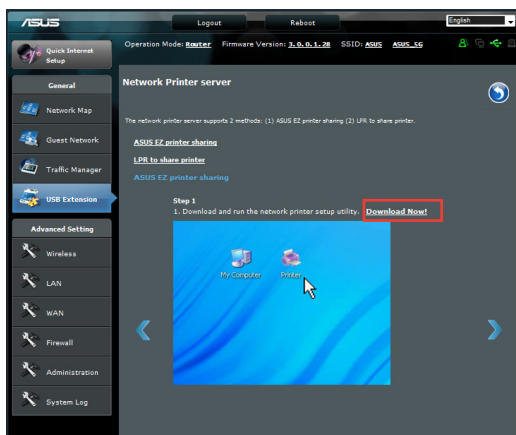 ASUS
Logout
Reboot
English
Quick Internet
Setup
Operation Mode: Router Firmware Version: 3.0.0.1.28 SSID: ASUS ASUS_5G
General
Network Map
Guest Network
Traffic Manager
USB Extension
Advanced Setting
Wireless
LAN
WAN
Firewall
Administration
System Log
Network Printer server
The network printer server supports 2 methods: (1) ASUS EZ printer sharing (2) LPR to share printer.
ASUS EZ printer sharing
LPR to share printer
ASUS EZ printer sharing
Step 1
1. Download and run the network printer setup utility. Download Now!
My Computer
Printer